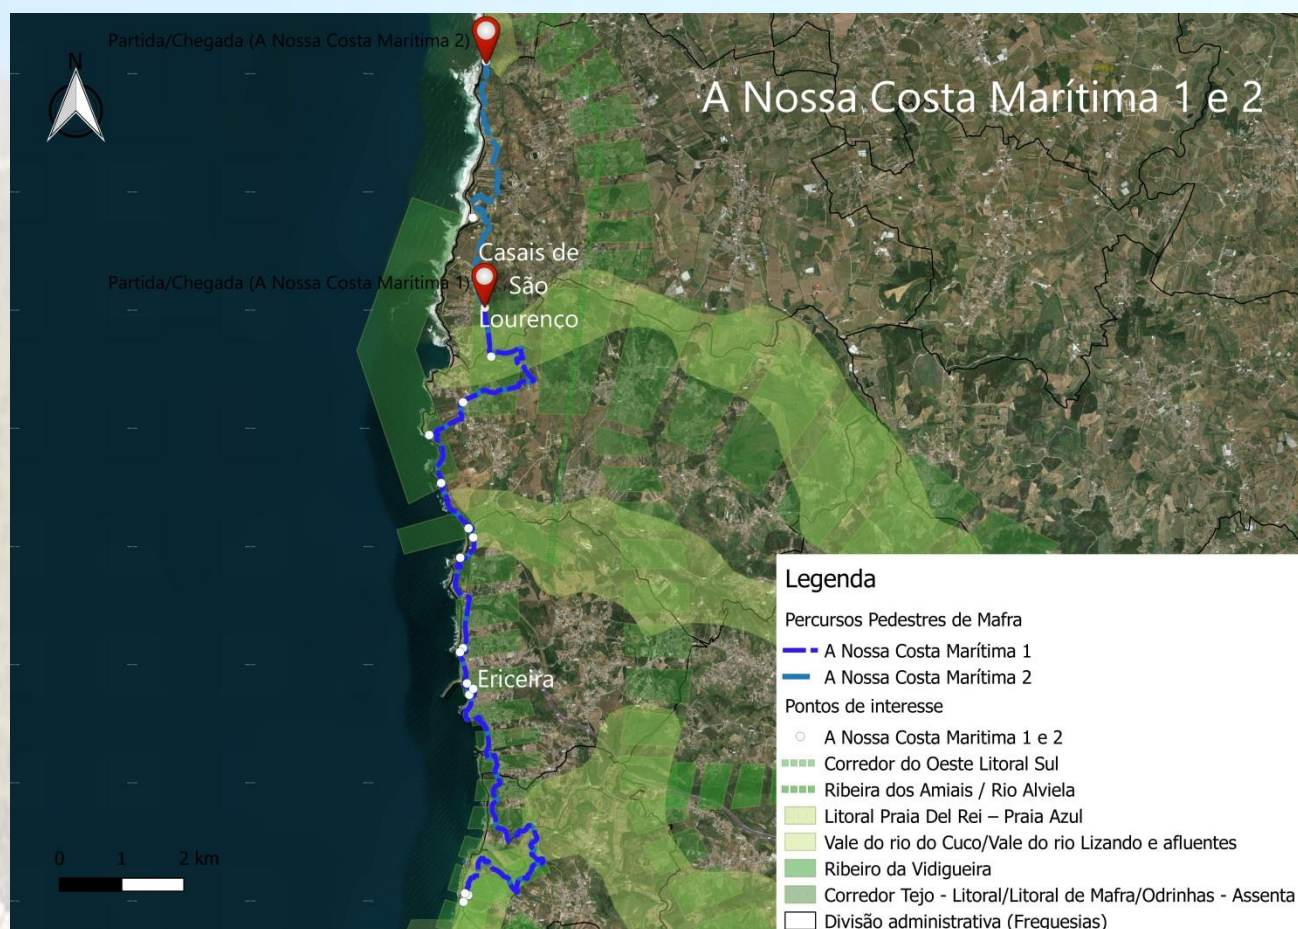 Partida/Chegada (A Nossa Costa Maritima 2)
N
A Nossa Costa Marítima 1 e 2
Casais de
São
Lourenço
Partida/Chegada (A Nossa Costa Maritima 1)
Ericeira
0 1 2 km
Legenda
Percursos Pedestres de Mafra
A Nossa Costa Marítima 1
A Nossa Costa Marítima 2
Pontos de interesse
A Nossa Costa Maritima 1 e 2
Corredor do Oeste Litoral Sul
Ribeira dos Amiais / Rio Alviela
Litoral Praia Del Rei – Praia Azul
Vale do rio do Cuco/Vale do rio Lizando e afluentes
Ribeiro da Vidigueira
Corredor Tejo - Litoral/Litoral de Mafra/Odrinhas - Assenta
Divisão administrativa (Freguesias)